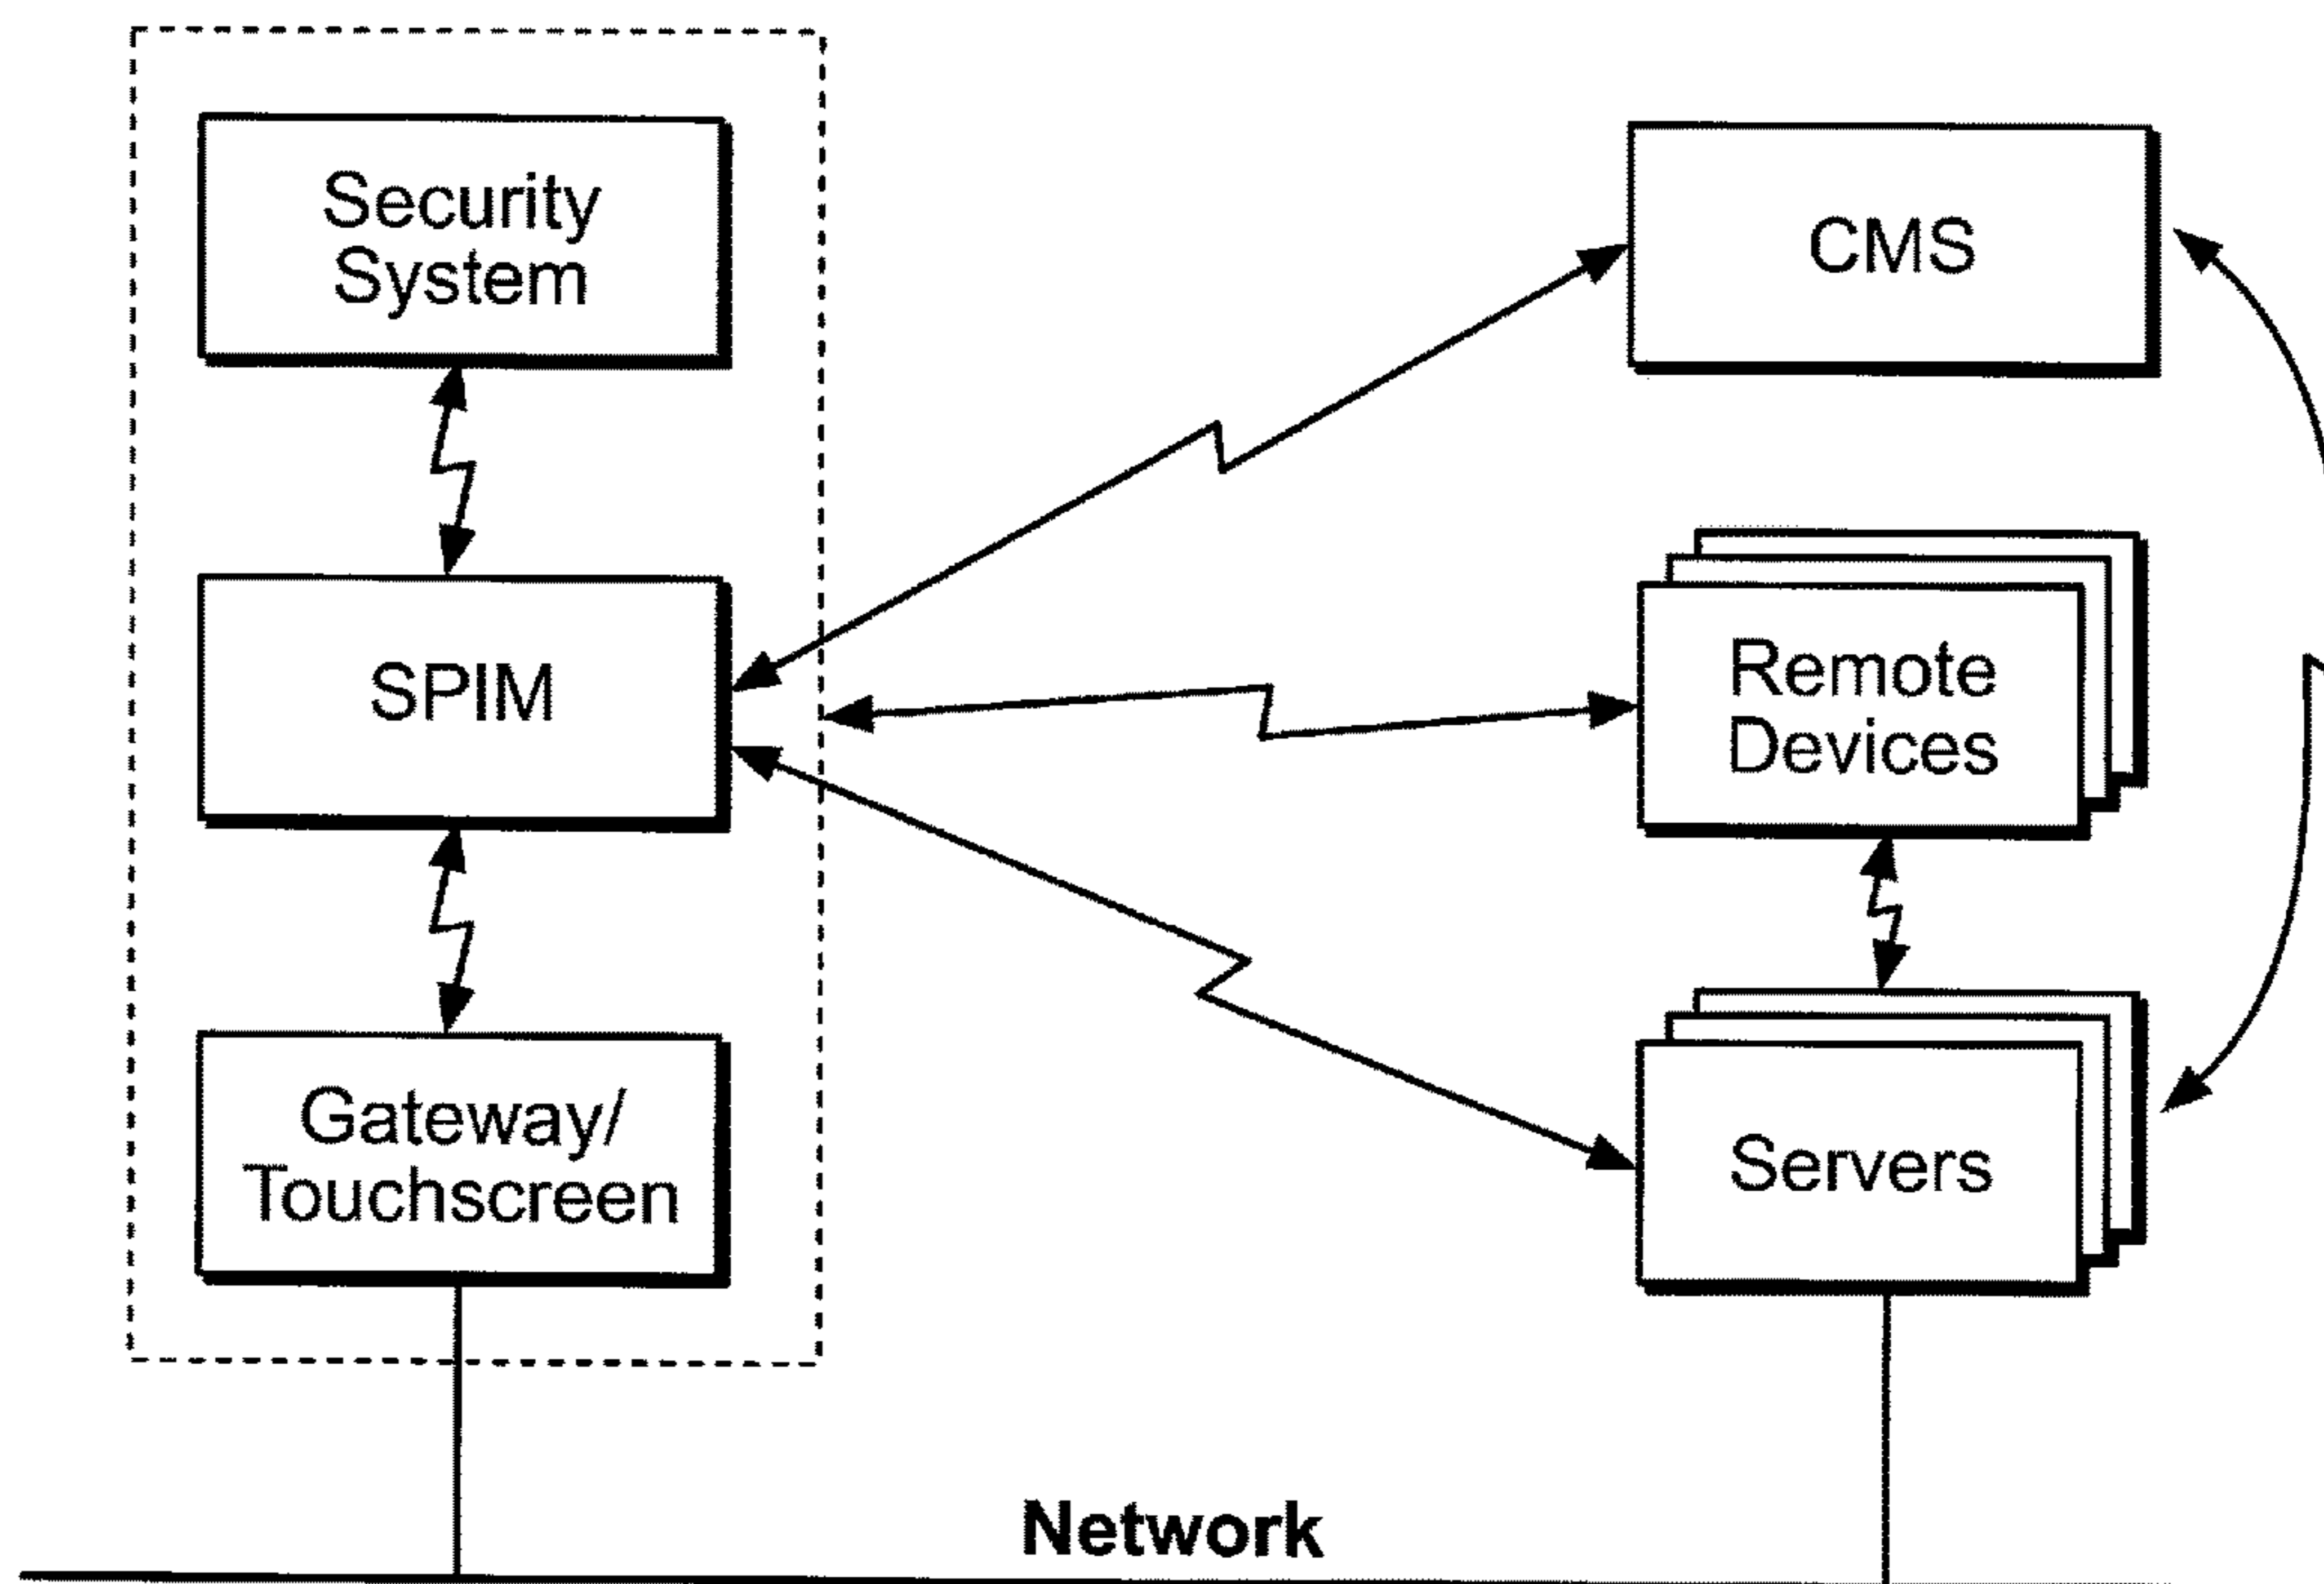 Security
System
CMS
SPIM
Remote
Devices
Gateway/
Touchscreen
Servers
Network